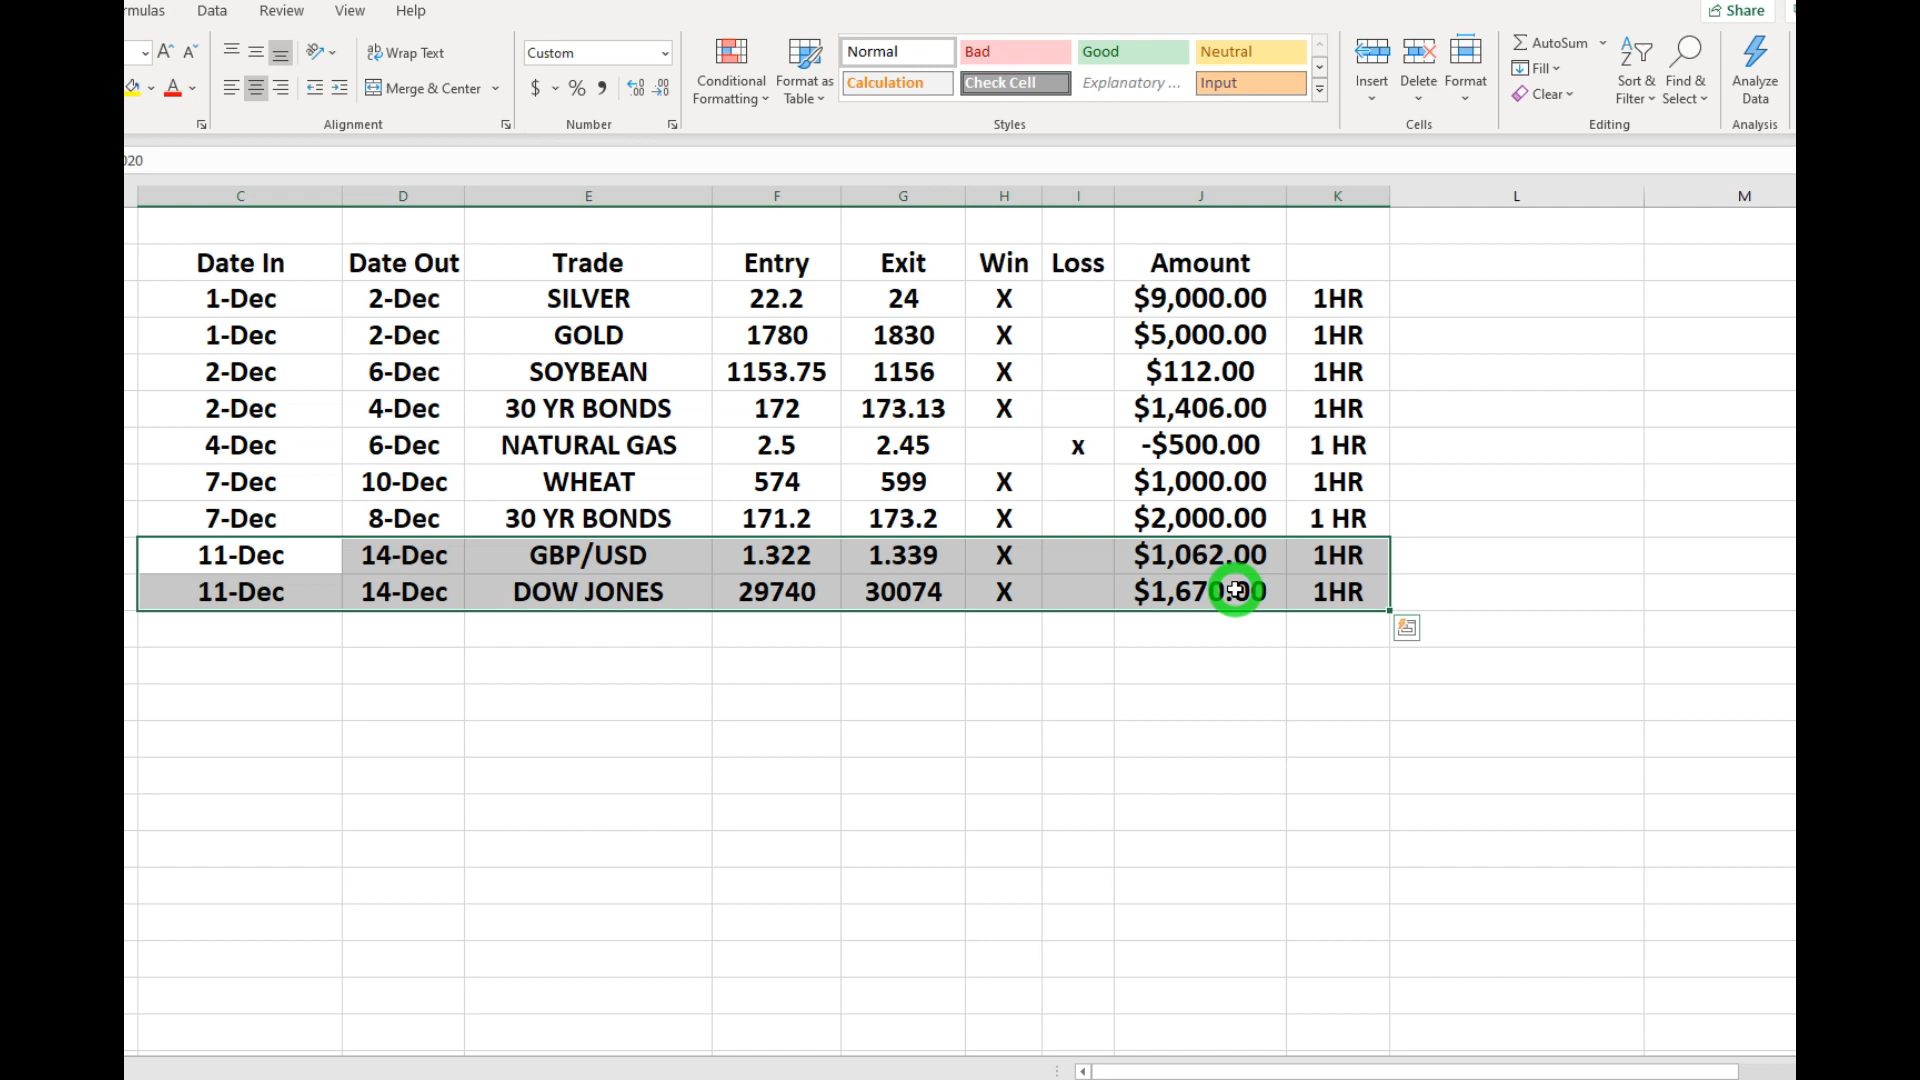 rmulas Data Review View Help Share
Wrap Text Custom Conditional Formatting Format as Table Normal Bad Good Neutral Insert Delete Format AutoSum Sort & Filter Find & Select Analyze Data
Merge & Center $ % Calculation Check Cell Explanatory ... Input Fill
Clear
Alignment Number Styles Cells Editing Analysis
020
C D E F G H I J K L M
Date In Date Out Trade Entry Exit Win Loss Amount
1-Dec 2-Dec SILVER 22.2 24 X $9,000.00 1HR
1-Dec 2-Dec GOLD 1780 1830 X $5,000.00 1HR
2-Dec 6-Dec SOYBEAN 1153.75 1156 X $112.00 1HR
2-Dec 4-Dec 30 YR BONDS 172 173.13 X $1,406.00 1HR
4-Dec 6-Dec NATURAL GAS 2.5 2.45 x -$500.00 1 HR
7-Dec 10-Dec WHEAT 574 599 X $1,000.00 1HR
7-Dec 8-Dec 30 YR BONDS 171.2 173.2 X $2,000.00 1 HR
11-Dec 14-Dec GBP/USD 1.322 1.339 X $1,062.00 1HR
11-Dec 14-Dec DOW JONES 29740 30074 X $1,670.00 1HR